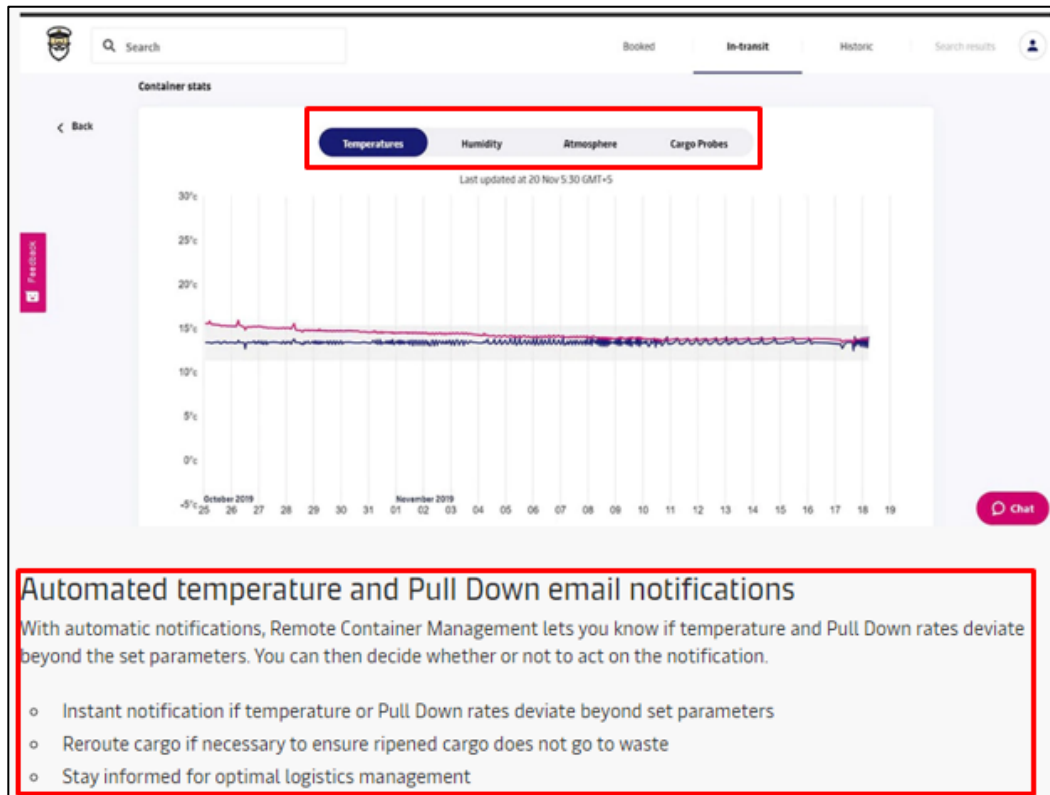 Search
Booked
In-transit
Historic
Search results
Container stats
Back
Temperatures
Humidity
Atmosphere
Cargo Probes
Last updated at 20 Nov 5:30 GMT+5
30°c
25°c
20°c
15°c
10°c
5°c
0°c
-5°c
October 2019
November 2019
25 26 27 28 29 30 31 01 02 03 04 05 06 07 08 09 10 11 12 13 14 15 16 17 18 19
Feedback
Chat
Automated temperature and Pull Down email notifications
With automatic notifications, Remote Container Management lets you know if temperature and Pull Down rates deviate
beyond the set parameters. You can then decide whether or not to act on the notification.
Instant notification if temperature or Pull Down rates deviate beyond set parameters
Reroute cargo if necessary to ensure ripened cargo does not go to waste
Stay informed for optimal logistics management